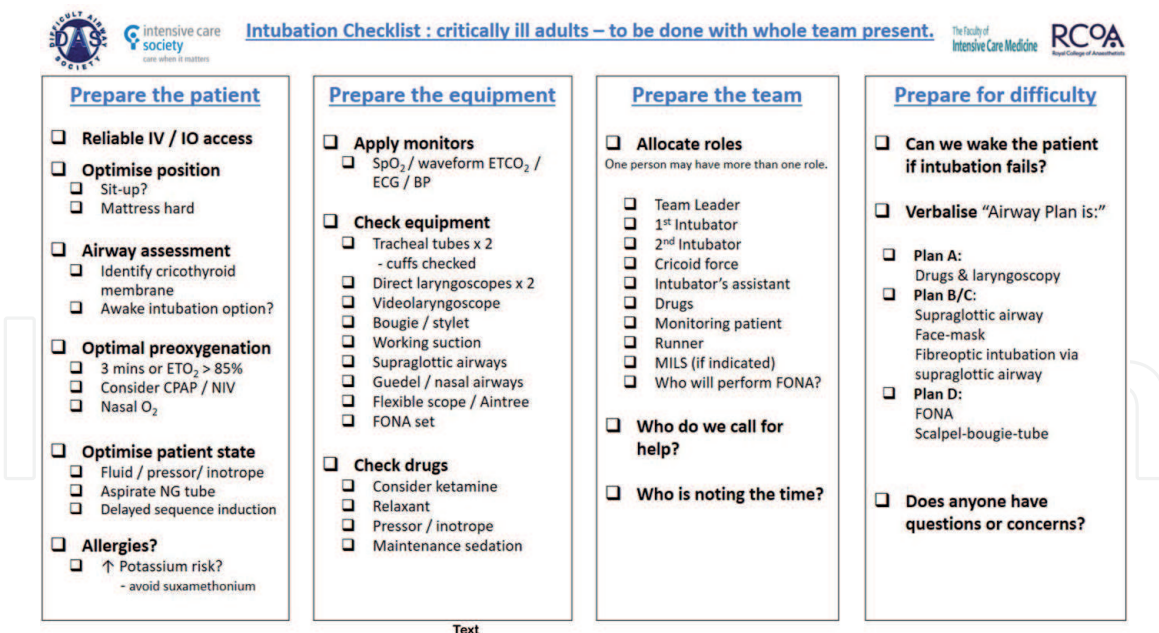 DIFFICULT AIRWAY
DAS
SOCIETY
intensive care
society
care when it matters
Intubation Checklist : critically ill adults – to be done with whole team present.
The Faculty of
Intensive Care Medicine
RCOA
Royal College of Anaesthetists
Prepare the patient
❑ Reliable IV / IO access
❑ Optimise position
❑ Sit-up?
❑ Mattress hard
❑ Airway assessment
❑ Identify cricothyroid
membrane
❑ Awake intubation option?
❑ Optimal preoxygenation
❑ 3 mins or ETO₂ > 85%
❑ Consider CPAP / NIV
❑ Nasal O₂
❑ Optimise patient state
❑ Fluid / pressor/ inotrope
❑ Aspirate NG tube
❑ Delayed sequence induction
❑ Allergies?
❑ ↑ Potassium risk?
- avoid suxamethonium
Prepare the equipment
❑ Apply monitors
❑ SpO₂ / waveform ETCO₂ /
ECG / BP
❑ Check equipment
❑ Tracheal tubes x 2
- cuffs checked
❑ Direct laryngoscopes x 2
❑ Videolaryngoscope
❑ Bougie / stylet
❑ Working suction
❑ Supraglottic airways
❑ Guedel / nasal airways
❑ Flexible scope / Aintree
❑ FONA set
❑ Check drugs
❑ Consider ketamine
❑ Relaxant
❑ Pressor / inotrope
❑ Maintenance sedation
Prepare the team
❑ Allocate roles
One person may have more than one role.
❑ Team Leader
❑ 1st Intubator
❑ 2nd Intubator
❑ Cricoid force
❑ Intubator's assistant
❑ Drugs
❑ Monitoring patient
❑ Runner
❑ MILS (if indicated)
❑ Who will perform FONA?
❑ Who do we call for
help?
❑ Who is noting the time?
Prepare for difficulty
❑ Can we wake the patient
if intubation fails?
❑ Verbalise “Airway Plan is:”
❑ Plan A:
Drugs & laryngoscopy
❑ Plan B/C:
Supraglottic airway
Face-mask
Fibreoptic intubation via
supraglottic airway
❑ Plan D:
FONA
Scalpel-bougie-tube
❑ Does anyone have
questions or concerns?
Text